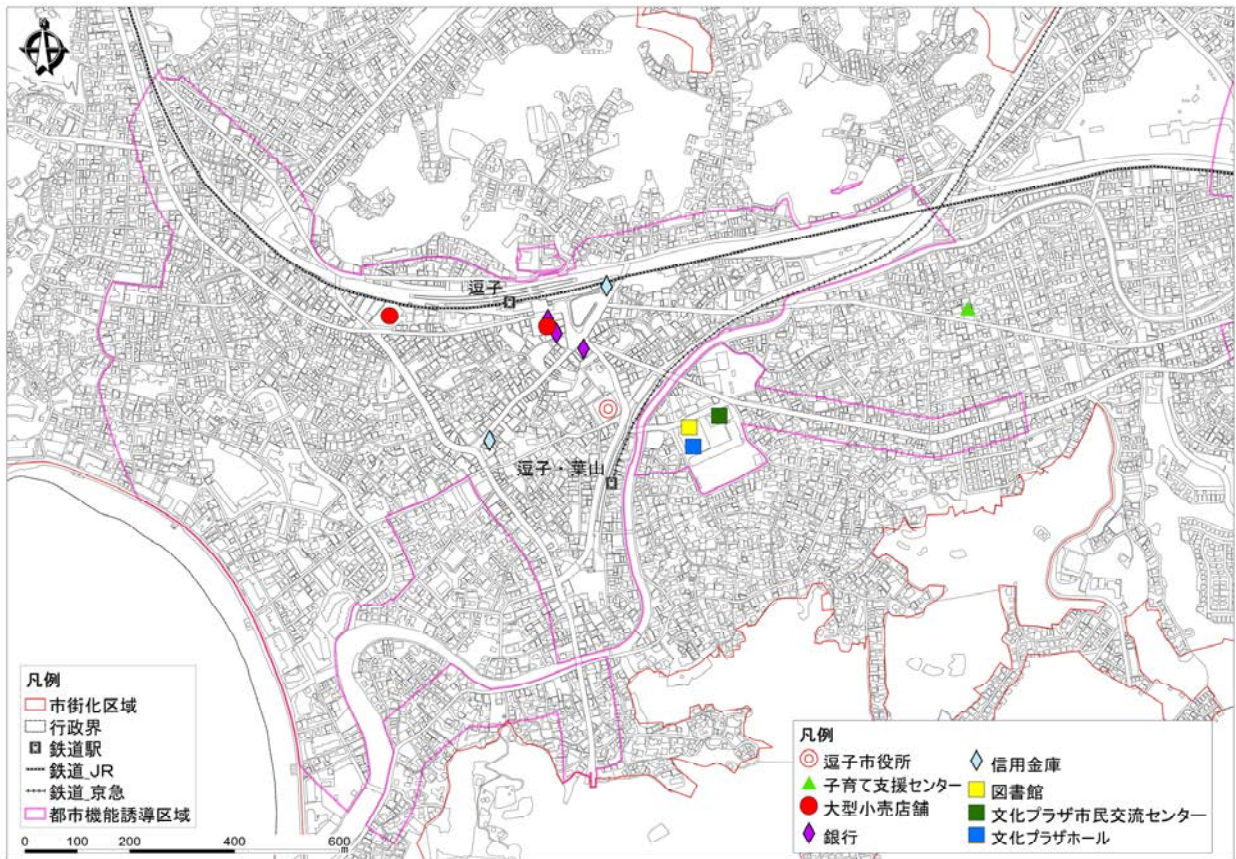 逗子
逗子・葉山
凡例
市街化区域
行政界
鉄道駅
鉄道_JR
鉄道_京急
都市機能誘導区域
0 100 200 400 600
m
凡例
逗子市役所
子育て支援センター
大型小売店舗
銀行
信用金庫
図書館
文化プラザ市民交流センター
文化プラザホール